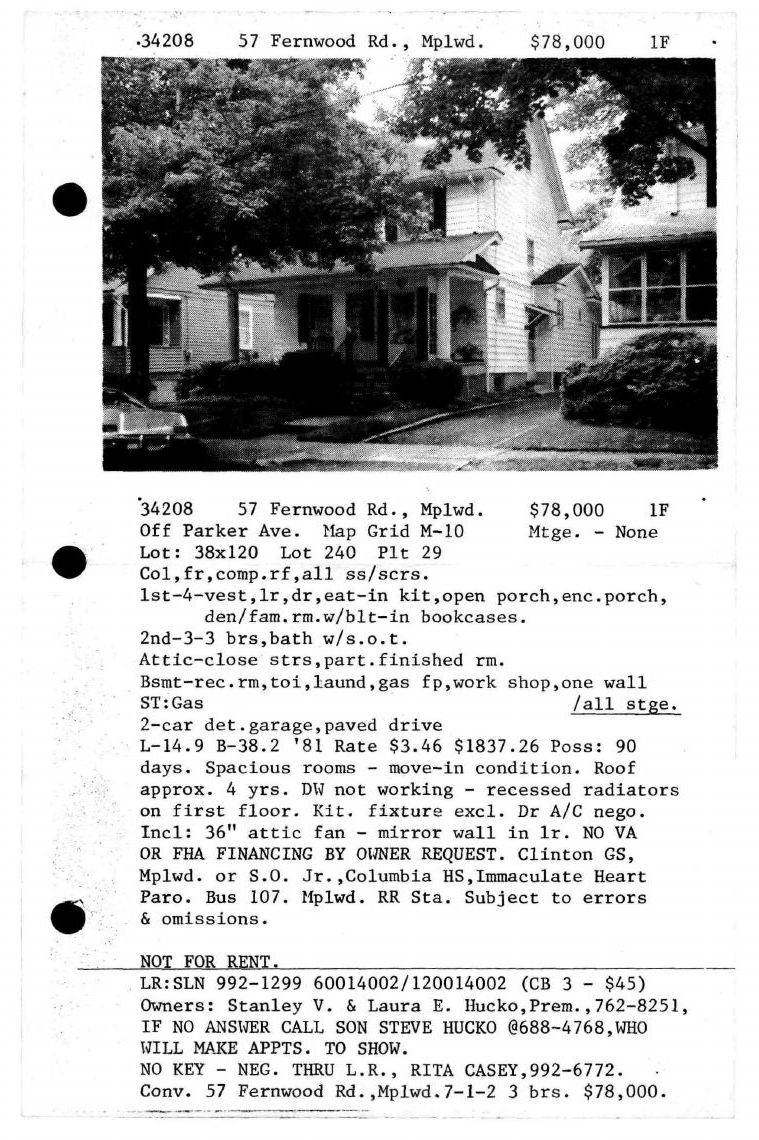 34208 57 Fernwood Rd., Mplwd. $78,000 1F
34208 57 Fernwood Rd., Mplwd. $78,000 1F
Off Parker Ave. Map Grid M-10 Mtge. - None
Lot: 38x120 Lot 240 Plt 29
Col,fr,comp.rf,all ss/scrs.
1st-4-vest,lr,dr,eat-in kit,open porch,enc.porch,
den/fam.rm.w/blt-in bookcases.
2nd-3-3 brs,bath w/s.o.t.
Attic-close strs,part.finished rm.
Bsmt-rec.rm,toi,laund,gas fp,work shop,one wall
ST:Gas /all stge.
2-car det.garage,paved drive
L-14.9 B-38.2 '81 Rate $3.46 $1837.26 Poss: 90
days. Spacious rooms - move-in condition. Roof
approx. 4 yrs. DW not working - recessed radiators
on first floor. Kit. fixture excl. Dr A/C nego.
Incl: 36" attic fan - mirror wall in lr. NO VA
OR FHA FINANCING BY OWNER REQUEST. Clinton GS,
Mplwd. or S.O. Jr.,Columbia HS,Immaculate Heart
Paro. Bus 107. Mplwd. RR Sta. Subject to errors
& omissions.
NOT FOR RENT.
LR:SLN 992-1299 60014002/120014002 (CB 3 - $45)
Owners: Stanley V. & Laura E. Hucko,Prem.,762-8251,
IF NO ANSWER CALL SON STEVE HUCKO @688-4768,WHO
WILL MAKE APPTS. TO SHOW.
NO KEY - NEG. THRU L.R., RITA CASEY,992-6772.
Conv. 57 Fernwood Rd.,Mplwd.7-1-2 3 brs. $78,000.